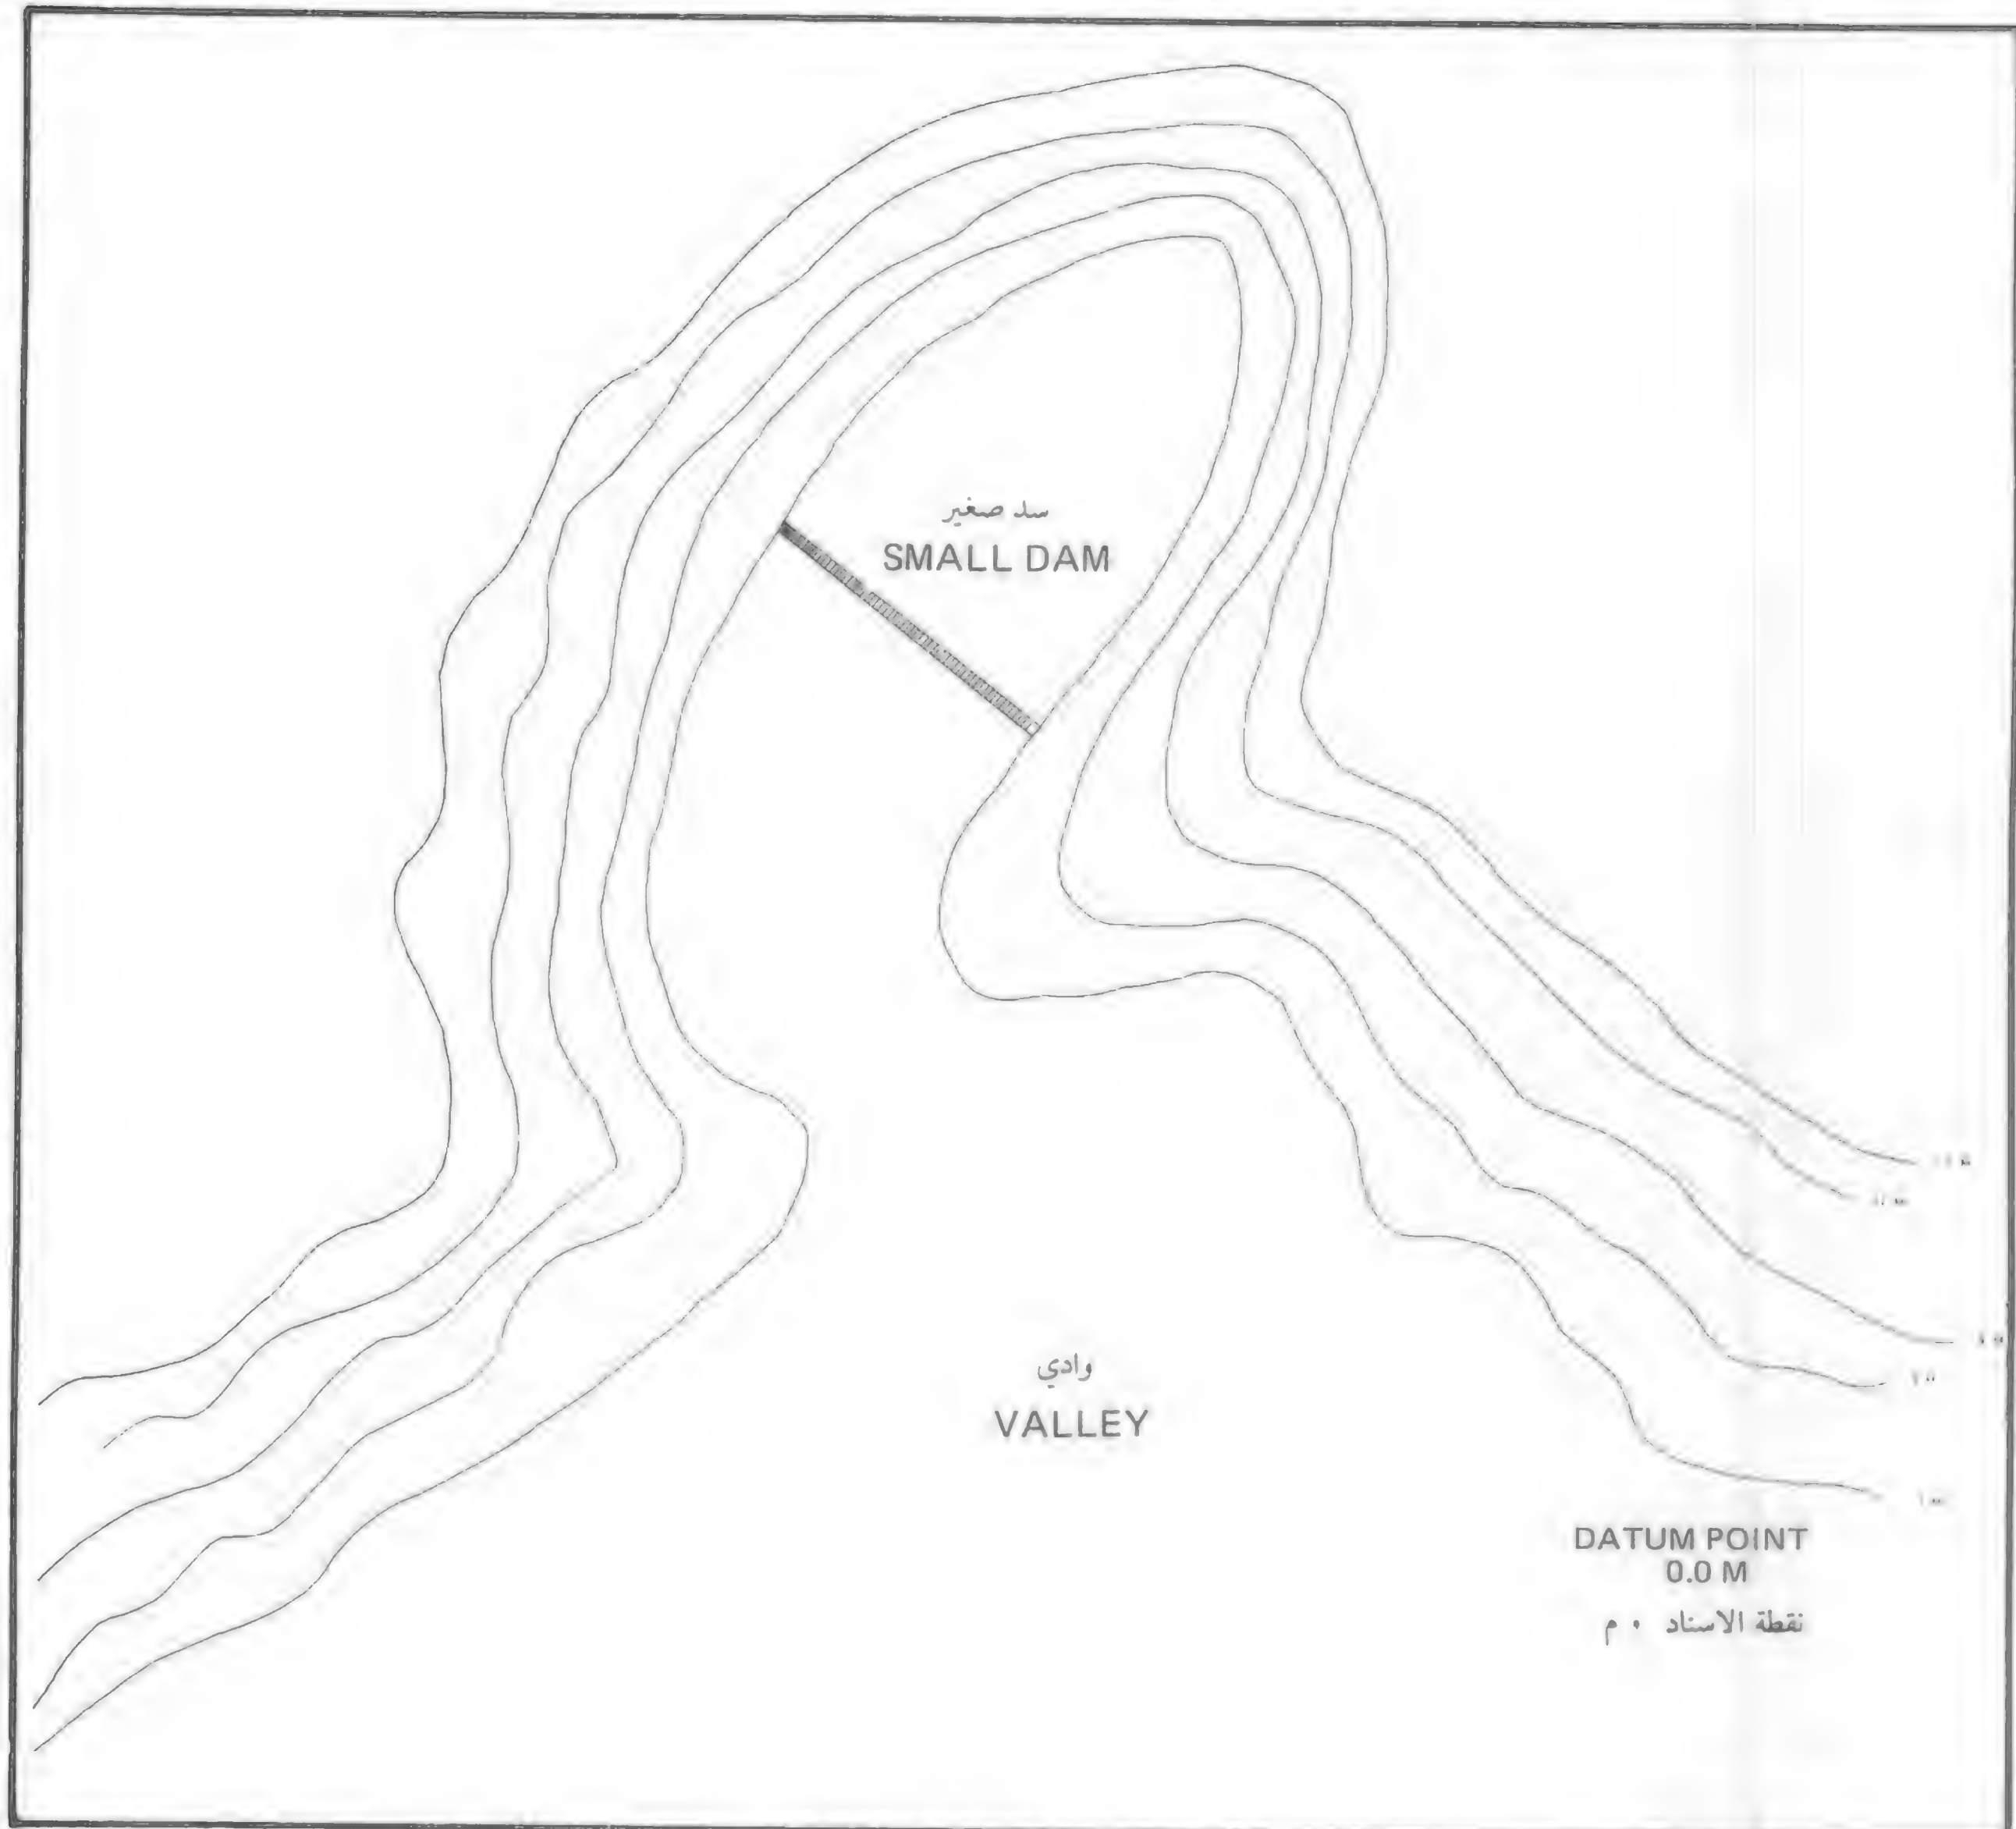 سد صغير
SMALL DAM
وادي
VALLEY
DATUM POINT
0.0 M
نقطة الاسناد ٠ م